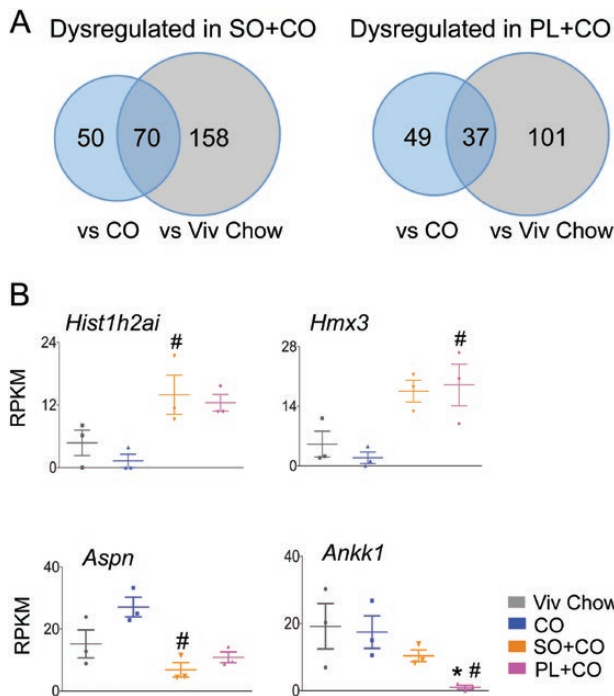 A
Dysregulated in SO+CO Dysregulated in PL+CO
50 70 158 49 37 101
vs CO vs Viv Chow vs CO vs Viv Chow
B
Hist1h2ai Hmx3
24 # 28 #
RPKM 12 14
0 0
Aspn Ankk1
40 40
RPKM 20 # 20
* #
0 0
Viv Chow
CO
SO+CO
PL+CO